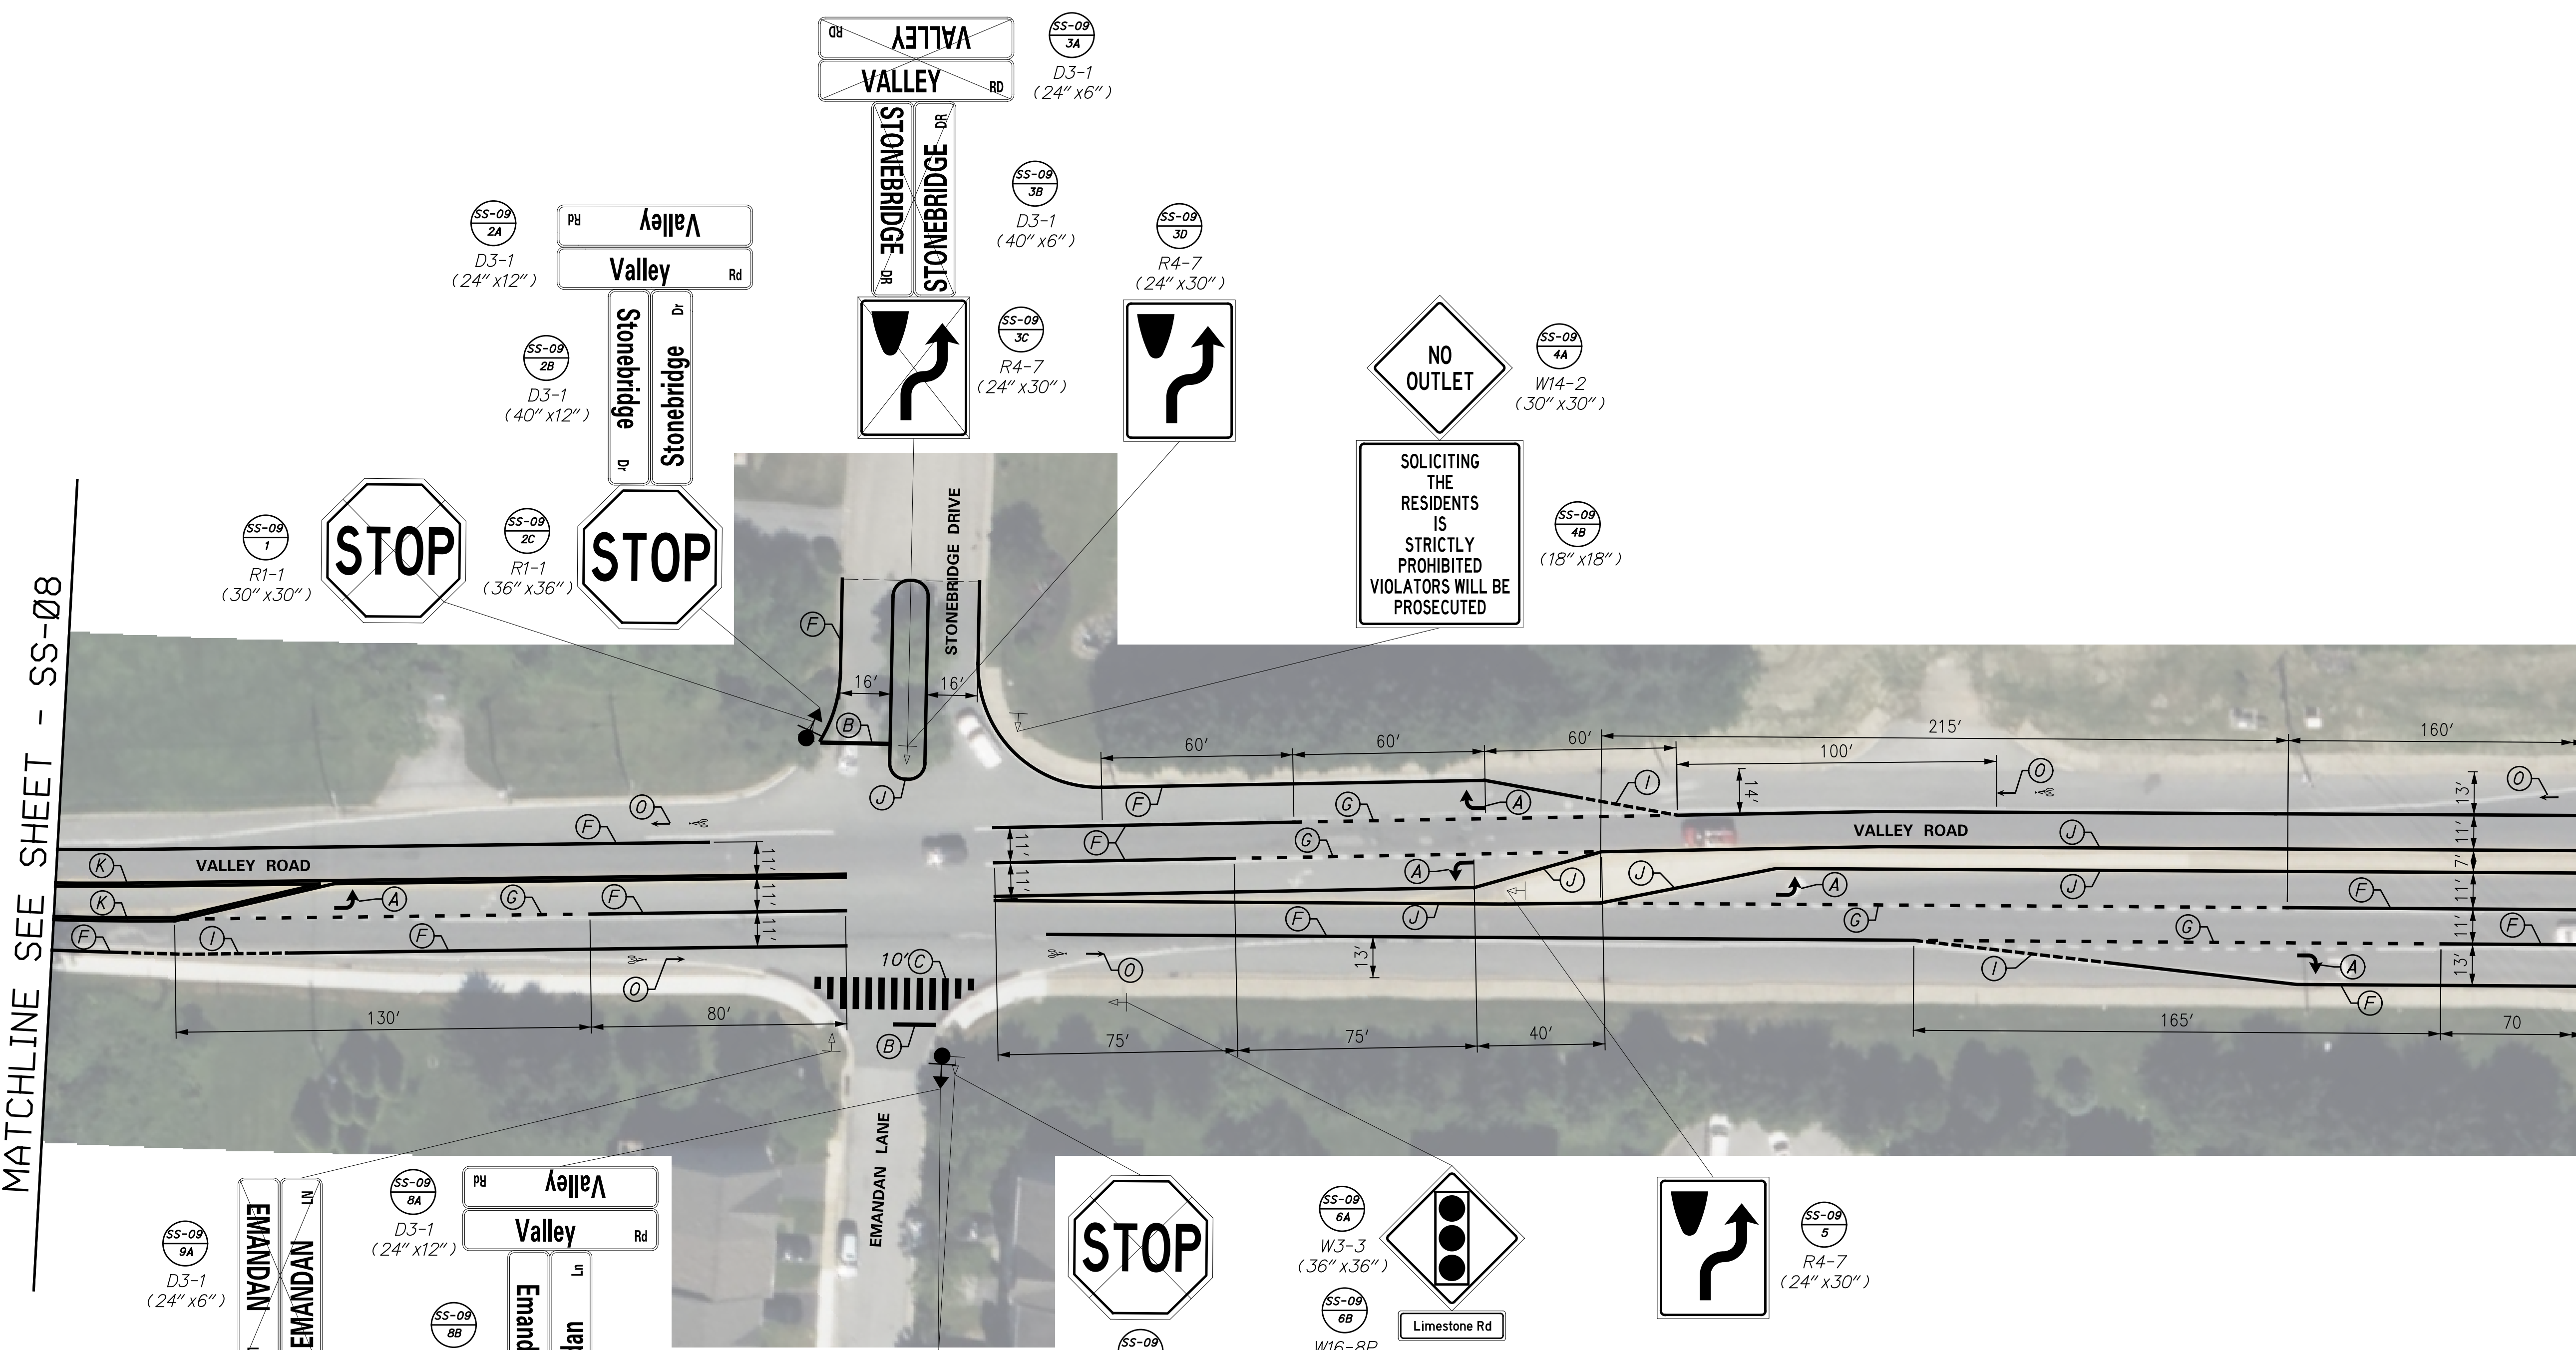 VALLEY RD
VALLEY RD
SS-09
3A
D3-1
(24"x6")
STONEBRIDGE DR
STONEBRIDGE DR
SS-09
3B
D3-1
(40"x6")
SS-09
2A
D3-1
(24"x12")
Valley Rd
Valley Rd
SS-09
2B
D3-1
(40"x12")
Stonebridge Dr
Stonebridge Dr
SS-09
3C
R4-7
(24"x30")
SS-09
3D
R4-7
(24"x30")
NO
OUTLET
SS-09
4A
W14-2
(30"x30")
SOLICITING
THE
RESIDENTS
IS
STRICTLY
PROHIBITED
VIOLATORS WILL BE
PROSECUTED
SS-09
4B
(18"x18")
SS-09
1
R1-1
(30"x30")
STOP
SS-09
2C
R1-1
(36"x36")
STOP
MATCHLINE SEE SHEET - SS-08
STONEBRIDGE DRIVE
F
16' 16'
B
J
60' 60' 60' 215' 160'
100'
O
F
K
VALLEY ROAD
K
A
G
F
F
I
F
11'
11'
11'
O
10' C
130' 80'
B
F
G
A
I
14'
O
O
13'
11'
11'
F
G
A
J
J
VALLEY ROAD
J
11'
7'
A
J
11'
F
F
J
G
G
11'
F
13'
O
I
A
13'
F
75' 75' 40' 165' 70
EMANDAN LANE
SS-09
9A
D3-1
(24"x6")
EMANDAN
EMANDAN LN
SS-09
8A
D3-1
(24"x12")
Valley Rd
Valley Rd
SS-09
8B
Emand
dan Ln
STOP
SS-09
SS-09
6A
W3-3
(36"x36")
SS-09
6B
W16-8P
Limestone Rd
SS-09
5
R4-7
(24"x30")